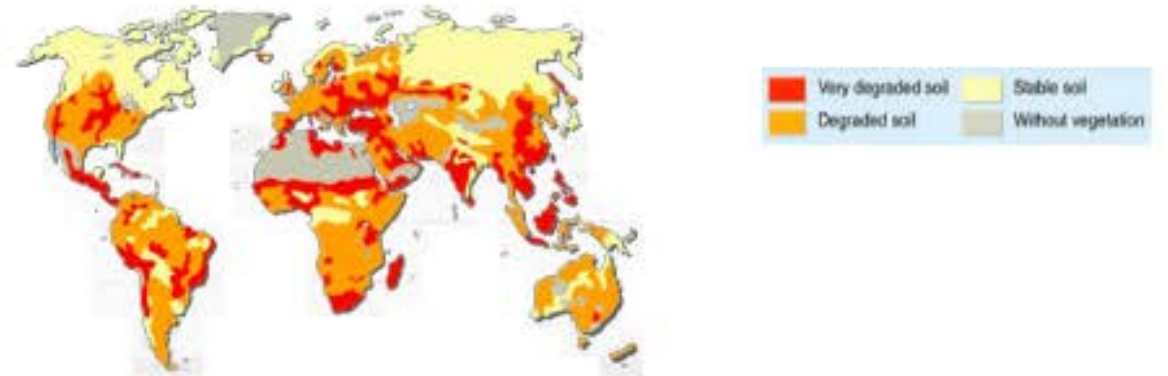 Very degraded soil
Stable soil
Degraded soil
Without vegetation